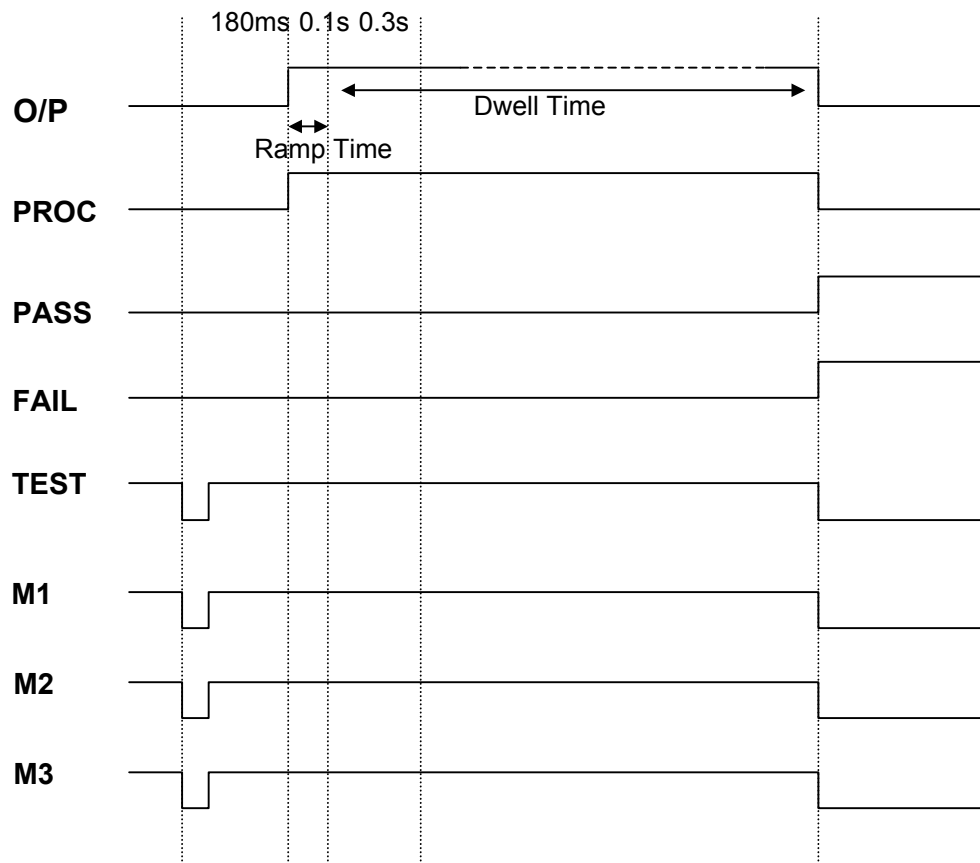 180ms 0.1s 0.3s
O/P
Dwell Time
Ramp Time
PROC
PASS
FAIL
TEST
M1
M2
M3